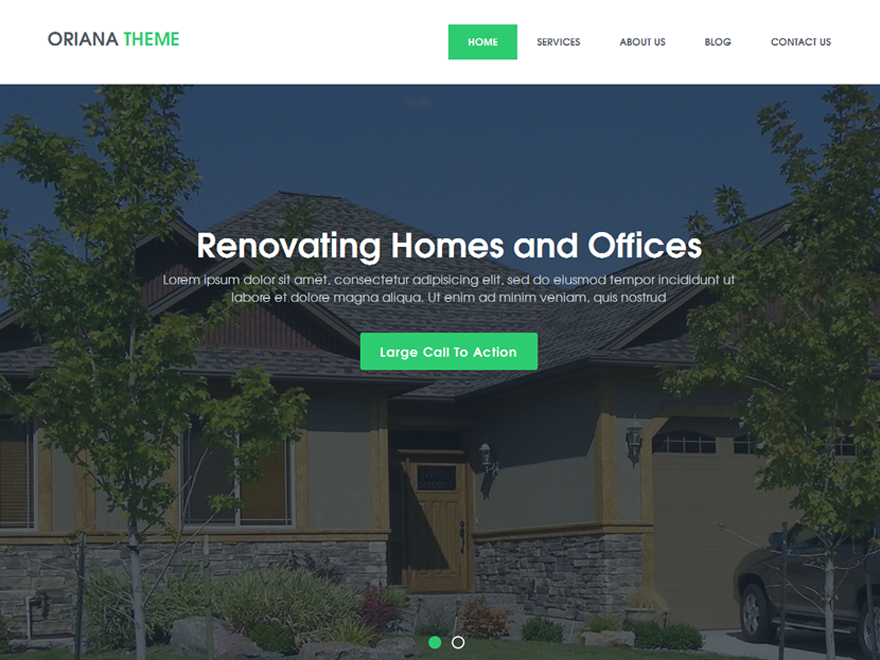 ORIANA THEME
HOME SERVICES ABOUT US BLOG CONTACT US
Renovating Homes and Offices
Lorem ipsum dolor sit amet, consectetur adipisicing elit, sed do eiusmod tempor incididunt ut
labore et dolore magna aliqua. Ut enim ad minim veniam, quis nostrud
Large Call To Action